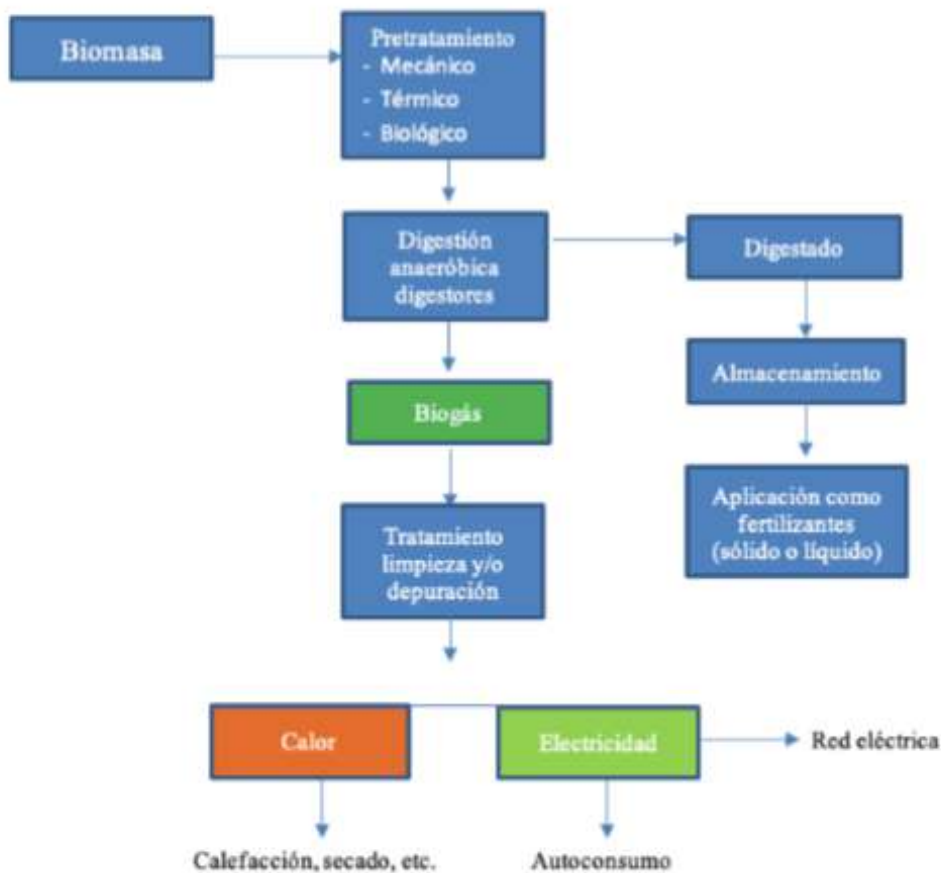 Biomasa
Pretratamiento
- Mecánico
- Térmico
- Biológico
Digestión
anaeróbica
digestores
Digestado
Almacenamiento
Biogás
Aplicación como
fertilizantes
(sólido o líquido)
Tratamiento
limpieza y/o
depuración
Calor
Electricidad
Red eléctrica
Calefacción, secado, etc.
Autoconsumo